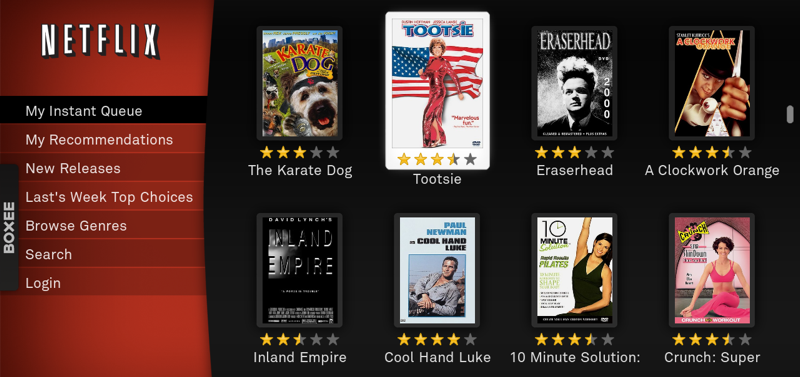 NETFLIX
My Instant Queue
My Recommendations
New Releases
Last's Week Top Choices
Browse Genres
Search
Login
BOXEE
KARATE
DOG
The Karate Dog
DUSTIN HOFFMAN JESSICA LANGE
TOOTSIE
"Marvelous
fun."
Tootsie
ERASERHEAD
DVD
2000
Eraserhead
STANLEY KUBRICK'S
A CLOCKWORK
A Clockwork Orange
DAVID LYNCH'S
INLAND
EMPIRE
Inland Empire
PAUL
NEWMAN
COOL HAND
LUKE
Cool Hand Luke
10
MINUTE
Solution
Rapid Results
PILATES
10 Minute Solution:
CRUNCH
CRUNCH WORKOUT
Crunch: Super